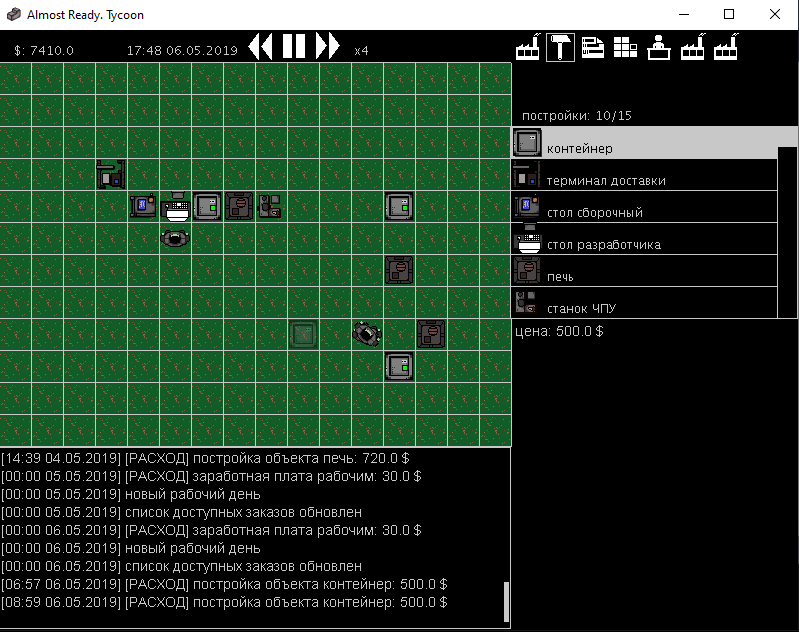 Almost Ready. Tycoon
$: 7410.0 17:48 06.05.2019 x4
постройки: 10/15
контейнер
терминал доставки
стол сборочный
стол разработчика
печь
станок ЧПУ
цена: 500.0 $
[14:39 04.05.2019] [РАСХОД] постройка объекта печь: 720.0 $
[00:00 05.05.2019] [РАСХОД] заработная плата рабочим: 30.0 $
[00:00 05.05.2019] новый рабочий день
[00:00 05.05.2019] список доступных заказов обновлен
[00:00 06.05.2019] [РАСХОД] заработная плата рабочим: 30.0 $
[00:00 06.05.2019] новый рабочий день
[00:00 06.05.2019] список доступных заказов обновлен
[06:57 06.05.2019] [РАСХОД] постройка объекта контейнер: 500.0 $
[08:59 06.05.2019] [РАСХОД] постройка объекта контейнер: 500.0 $